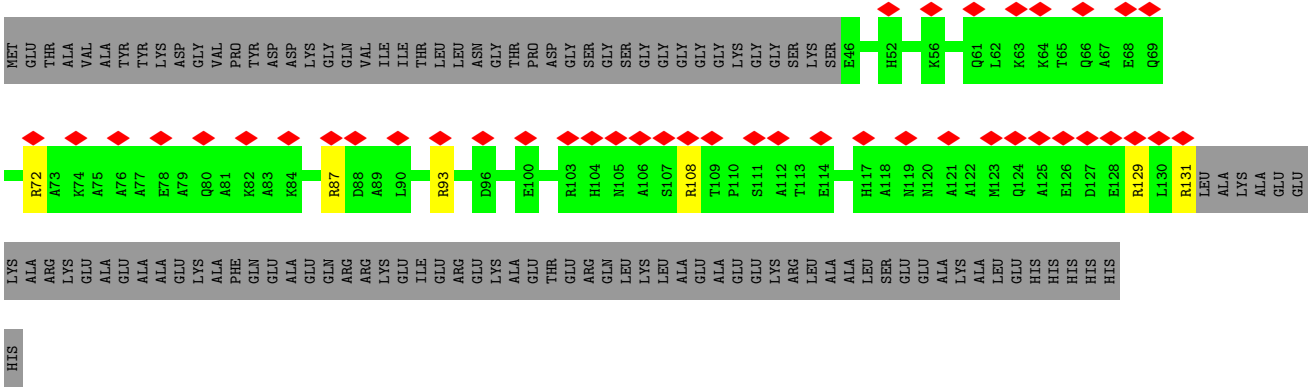 MET GLU THR ALA VAL ALA TYR TYR LYS ASP GLY VAL PRO TYR ASP ASP LYS GLY GLN VAL ILE ILE THR LEU LEU ASN GLY THR PRO ASP GLY SER GLY SER GLY GLY GLY GLY GLY LYS GLY GLY SER LYS SER E46 H52 K56 Q61 L62 K63 K64 T65 Q66 A67 E68 Q69
R72 A73 K74 A75 A76 A77 E78 A79 Q80 A81 K82 A83 K84 R87 D88 A89 L90 R93 D96 E100 R103 H104 N105 A106 S107 R108 T109 P110 S111 A112 T113 E114 H117 A118 N119 N120 A121 A122 M123 Q124 A125 E126 D127 E128 R129 L130 R131 LEU ALA LYS ALA GLU GLU
LYS ALA ARG LYS GLU ALA GLU ALA ALA GLU LYS ALA PHE GLN GLU ALA GLU GLN ARG ARG LYS GLU ILE GLU ARG GLU LYS ALA GLU THR GLU ARG GLN LEU LYS LEU ALA GLU ALA PRO GLU GLU LYS ARG LEU ALA ALA LEU SER GLU GLU ALA LYS ALA LEU GLU HIS HIS HIS HIS HIS
HIS